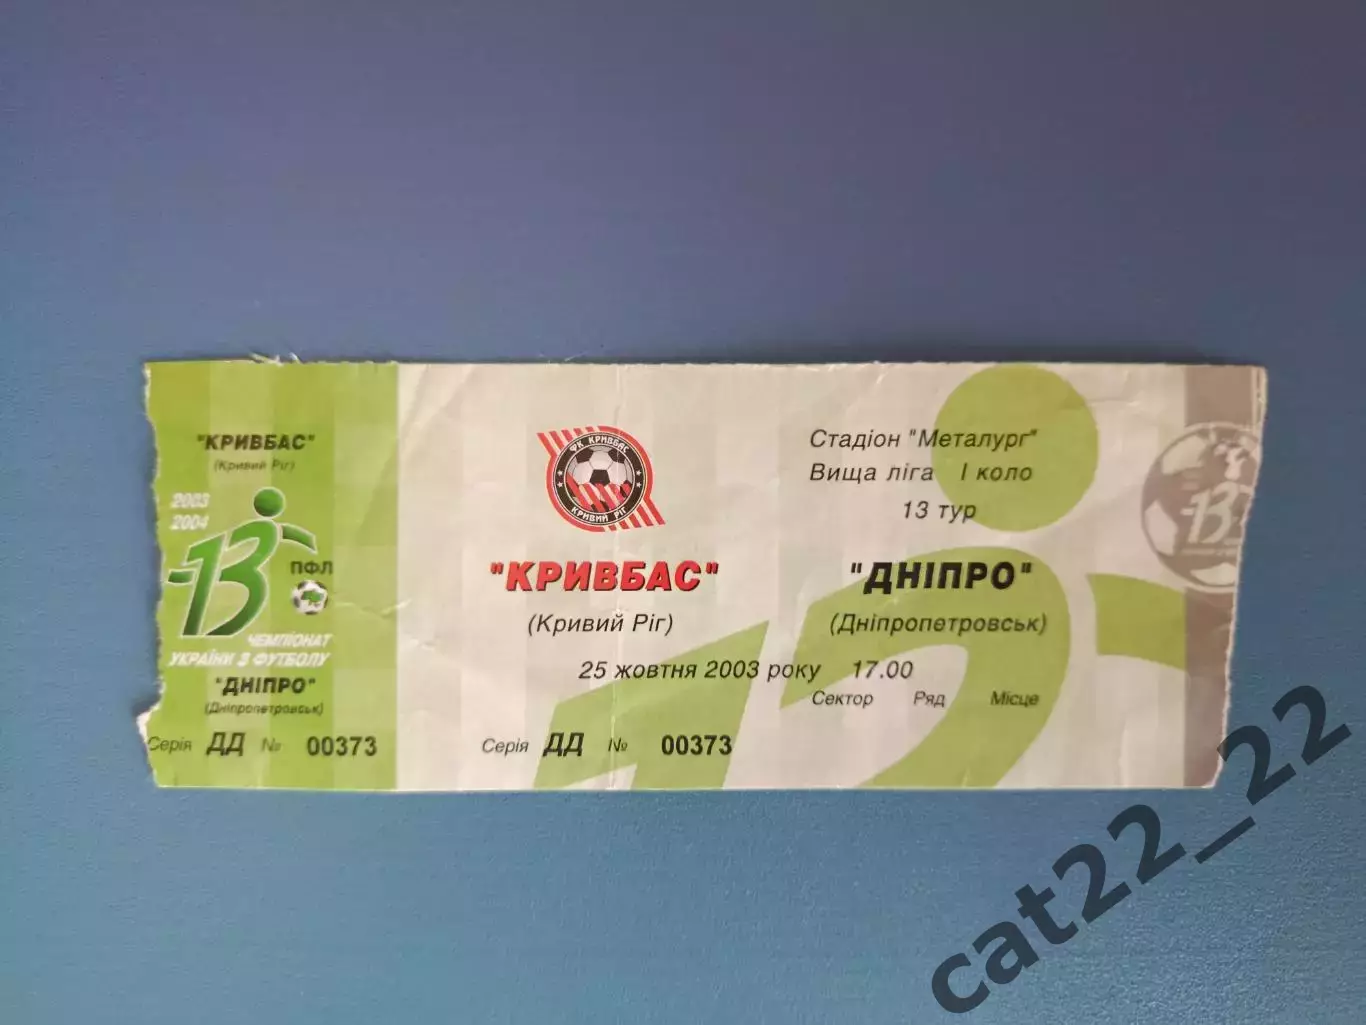 "КРИВБАС"
(Кривий Ріг)
2003
2004
13
ПФЛ
ЧЕМПІОНАТ
УКРАЇНИ З ФУТБОЛУ
"ДНІПРО"
(Дніпропетровськ)
Серія ДД № 00373
ФК КРИВБАС
КРИВИЙ РІГ
"КРИВБАС"
(Кривий Ріг)
Стадіон "Металург"
Вища ліга I коло
13 тур
"ДНІПРО"
(Дніпропетровськ)
25 жовтня 2003 року 17.00
Сектор Ряд Місце
Серія ДД № 00373
13
cat22_22